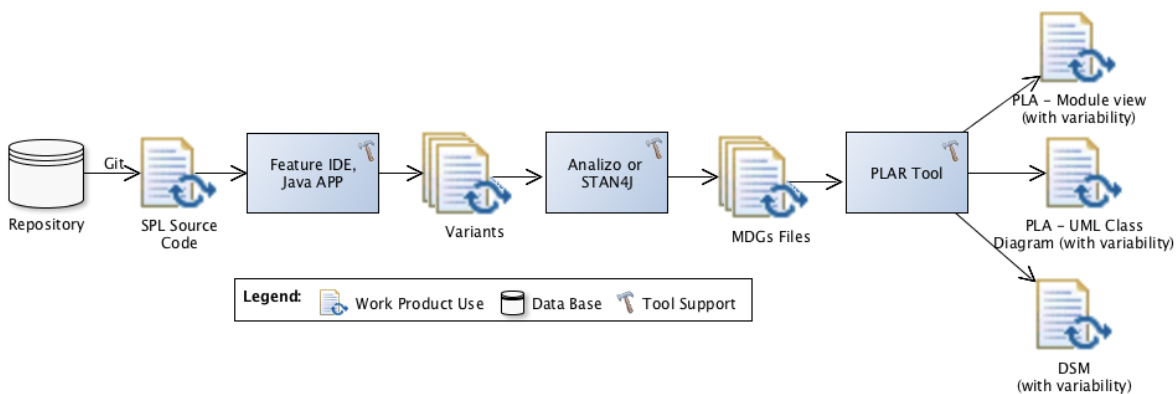 Repository
Git
SPL Source
Code
Feature IDE,
Java APP
Variants
Analizo or
STAN4J
MDGs Files
PLAR Tool
PLA – Module view
(with variability)
PLA – UML Class
Diagram (with variability)
DSM
(with variability)
Legend:
Work Product Use
Data Base
Tool Support